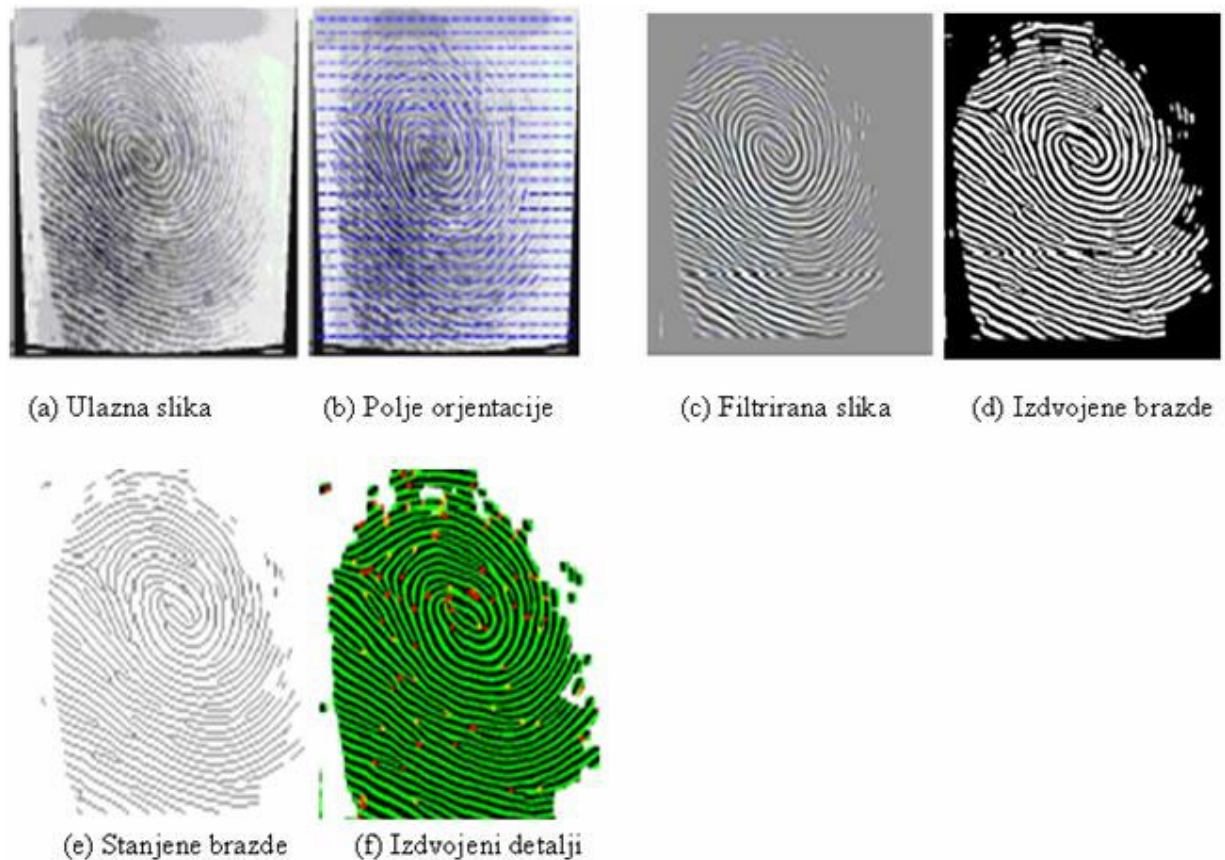 (a) Ulazna slika (b) Polje orjentacije (c) Filtrirana slika (d) Izdvojene brazde
(e) Stanjene brazde (f) Izdvojeni detalji